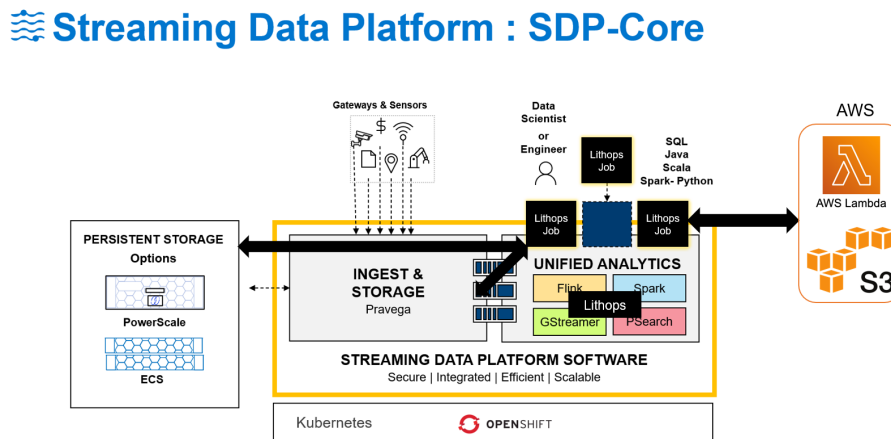 Streaming Data Platform : SDP-Core
Gateways & Sensors
$
Data
Scientist
or
Engineer
Lithops
Job
SQL
Java
Scala
Spark- Python
AWS
AWS Lambda
S3
Lithops
Job
Lithops
Job
PERSISTENT STORAGE
Options
PowerScale
ECS
INGEST &
STORAGE
Pravega
UNIFIED ANALYTICS
Flink
Spark
Lithops
GStreamer
PSearch
STREAMING DATA PLATFORM SOFTWARE
Secure | Integrated | Efficient | Scalable
Kubernetes
OPENSHIFT